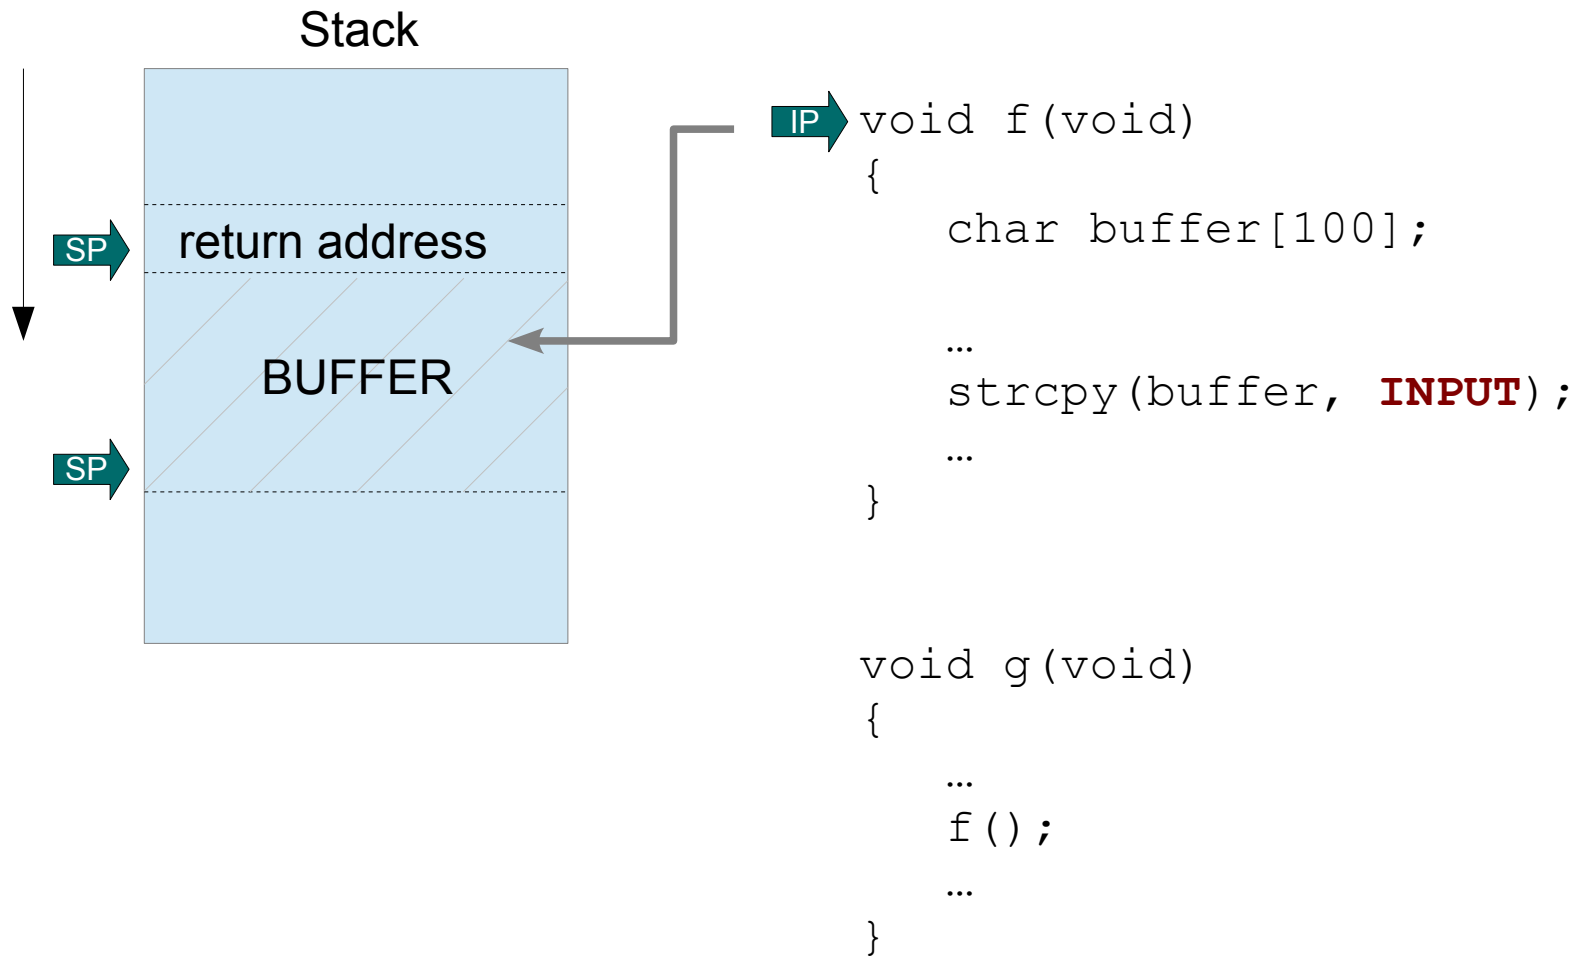 Stack
SP
return address
BUFFER
SP
IP
void f(void)
{
char buffer[100];
…
strcpy(buffer, INPUT);
…
}
void g(void)
{
…
f();
…
}